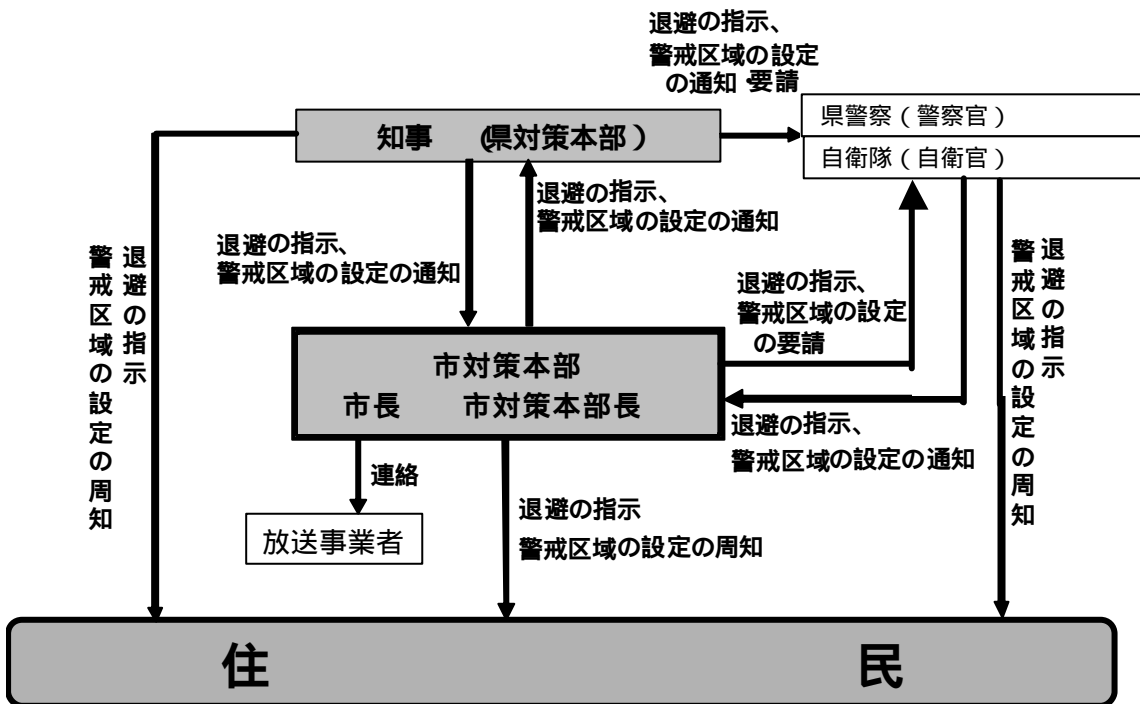 退避の指示、
警戒区域の設定
の通知・要請
県警察（警察官）
知事　（県対策本部）
自衛隊（自衛官）
退避の指示、
警戒区域の設定の通知
退避の指示、
警戒区域の設定の通知
退避の指示
警戒区域の設定の周知
退避の指示、
警戒区域の設定
の要請
退避の指示
警戒区域の設定の周知
市対策本部
市長　　市対策本部長
退避の指示、
警戒区域の設定の通知
連絡
放送事業者
退避の指示
警戒区域の設定の周知
住　民